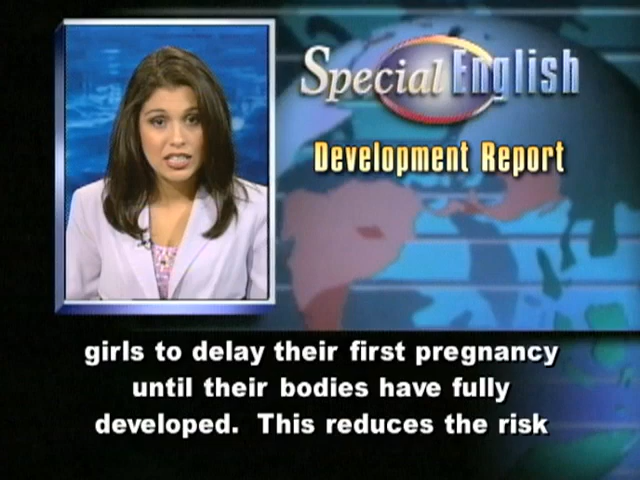 Special English
Development Report
girls to delay their first pregnancy
until their bodies have fully
developed. This reduces the risk